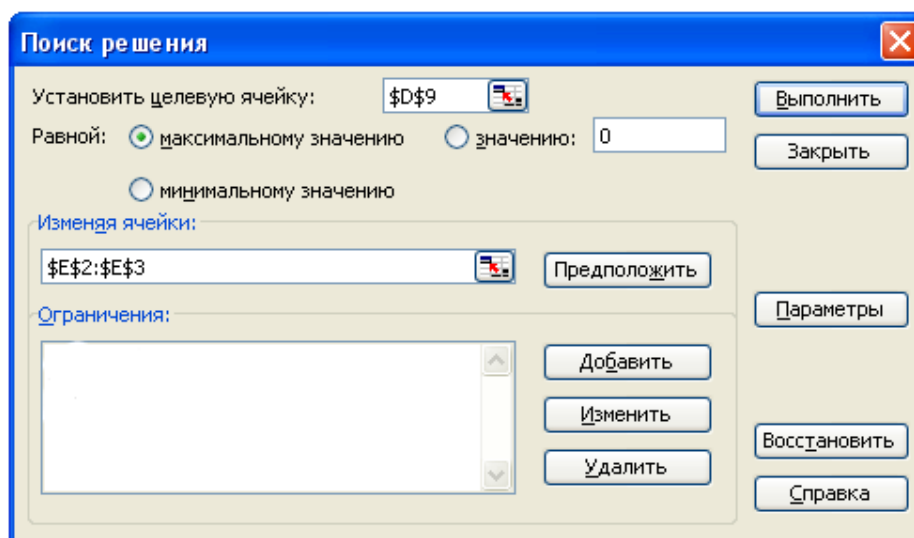 Поиск решения
Установить целевую ячейку: $D$9
Выполнить
Равной: максимальному значению значению: 0
Закрыть
минимальному значению
Изменяя ячейки:
$E$2:$E$3 Предположить
Ограничения:
Параметры
Добавить
Изменить
Восстановить
Удалить
Справка